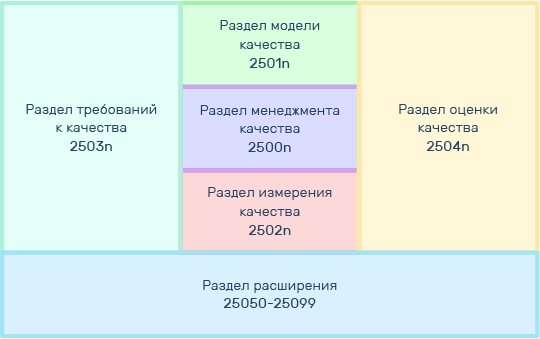 Раздел модели
качества
2501n
Раздел требований
к качества
2503n
Раздел менеджмента
качества
2500n
Раздел оценки
качества
2504n
Раздел измерения
качества
2502n
Раздел расширения
25050-25099